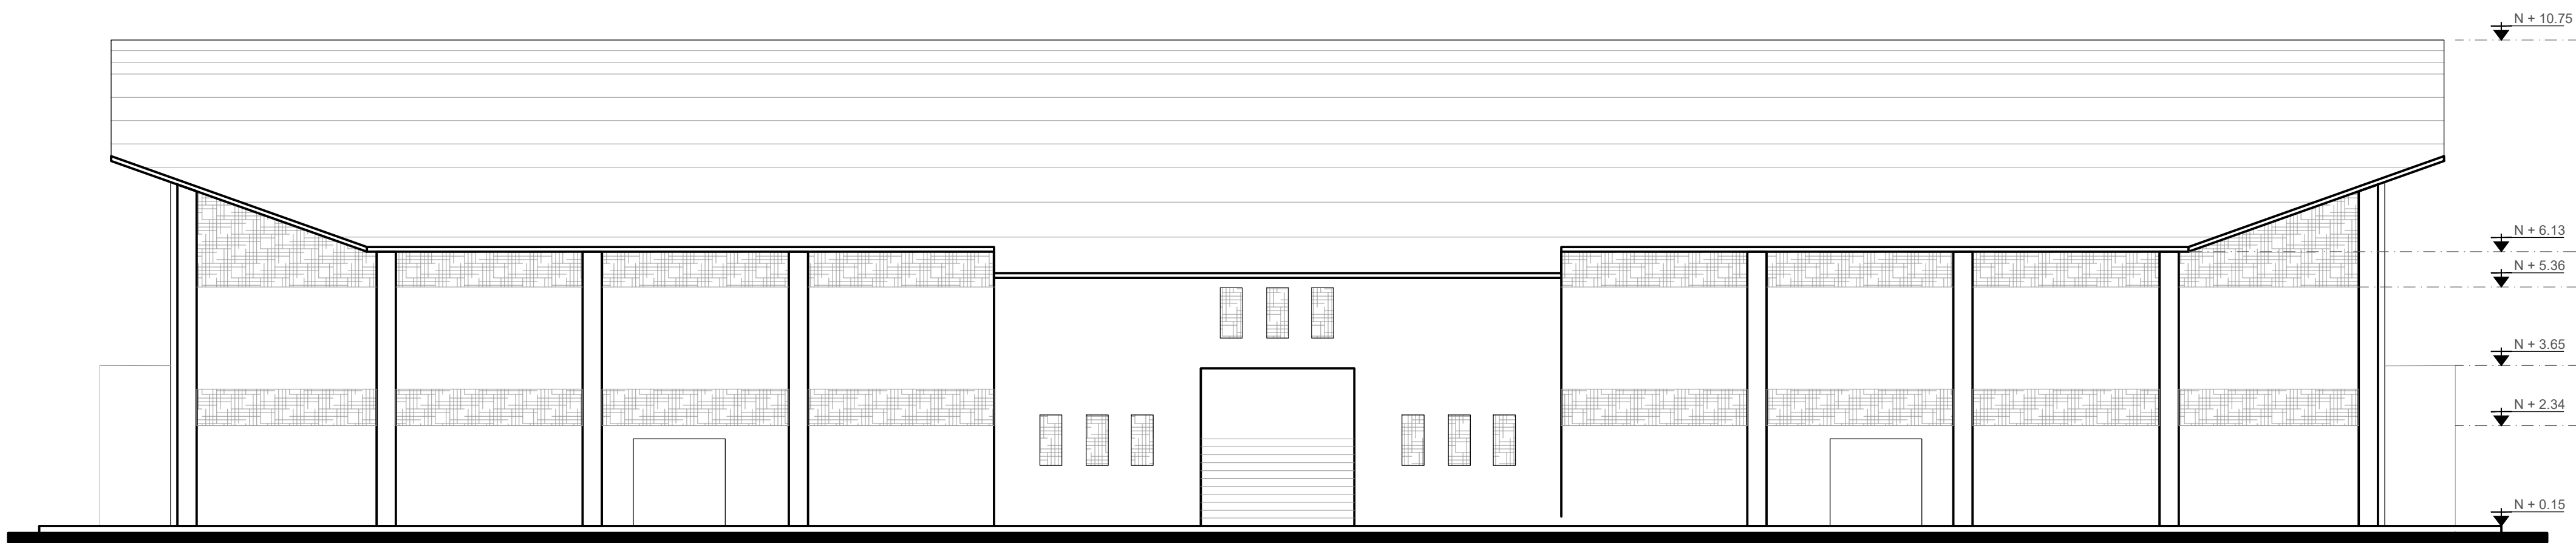 N + 10.75
N + 6.13
N + 5.36
N + 3.65
N + 2.34
N + 0.15